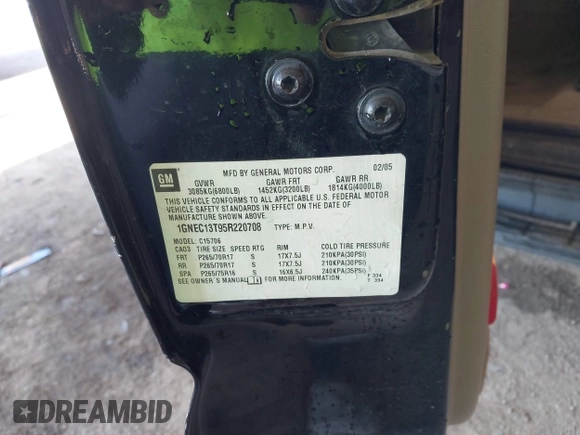 GM
MFD BY GENERAL MOTORS CORP. 02/05
GVWR GAWR FRT GAWR RR
3085KG(6800LB) 1452KG(3200LB) 1814KG(4000LB)
THIS VEHICLE CONFORMS TO ALL APPLICABLE U.S. FEDERAL MOTOR
VEHICLE SAFETY STANDARDS IN EFFECT ON THE DATE OF
MANUFACTURE SHOWN ABOVE.
1GNEC13T95R220708 TYPE: M.P.V.
MODEL: C15706
CAO3 TIRE SIZE SPEED RTG RIM COLD TIRE PRESSURE
FRT P265/70R17 S 17X7.5J 210KPA(30PSI)
RR P265/70R17 S 17X7.5J 210KPA(30PSI)
SPA P265/75R16 S 16X6.5J 240KPA(35PSI)
SEE OWNER'S MANUAL FOR MORE INFORMATION.
F 394
T 394
DREAMBID